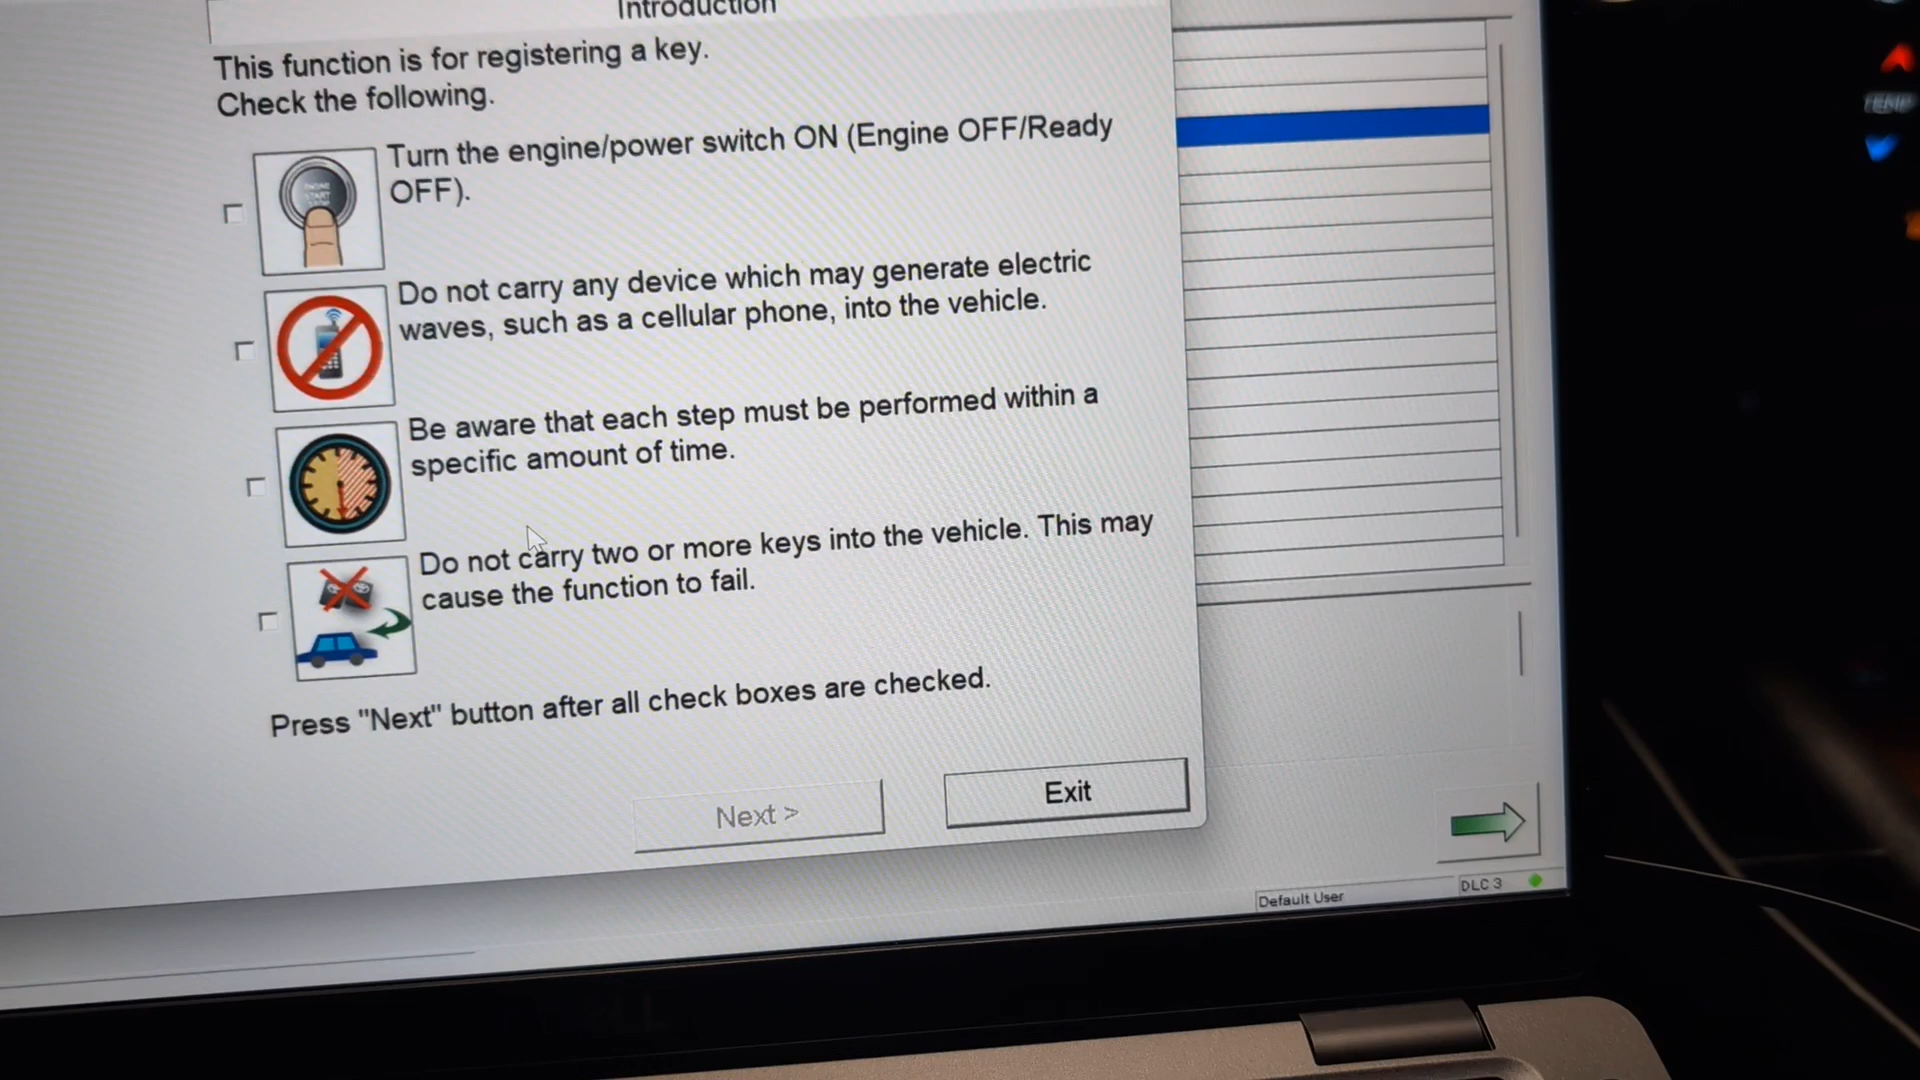 Introduction
This function is for registering a key.
Check the following.
Turn the engine/power switch ON (Engine OFF/Ready
OFF).
Do not carry any device which may generate electric
waves, such as a cellular phone, into the vehicle.
Be aware that each step must be performed within a
specific amount of time.
Do not carry two or more keys into the vehicle. This may
cause the function to fail.
Press "Next" button after all check boxes are checked.
Next >
Exit
Default User
DLC 3
TEMP
ENGINE
START